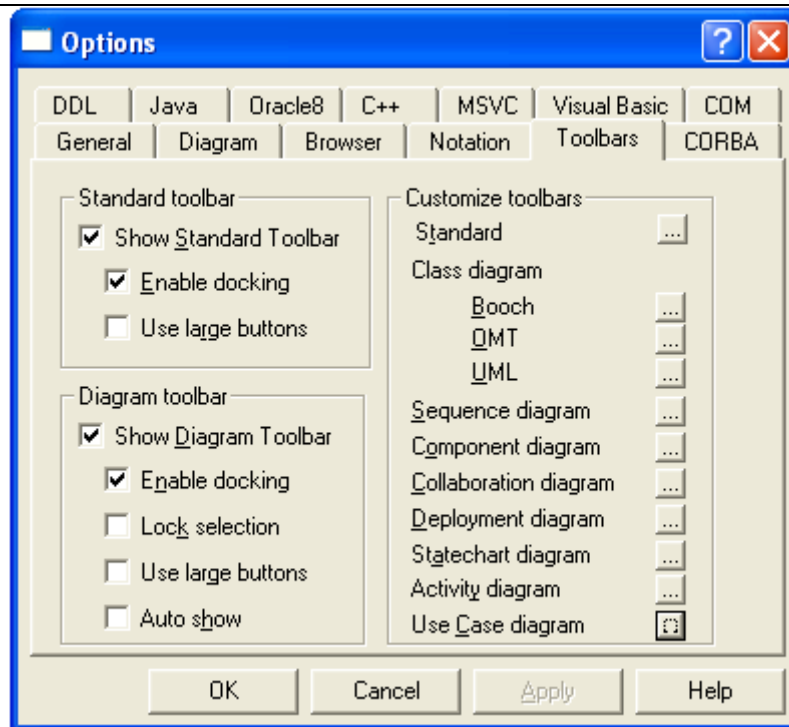 Options
DDL Java Oracle8 C++ MSVC Visual Basic COM
General Diagram Browser Notation Toolbars CORBA
Standard toolbar
Show Standard Toolbar
Enable docking
Use large buttons
Diagram toolbar
Show Diagram Toolbar
Enable docking
Lock selection
Use large buttons
Auto show
Customize toolbars
Standard ...
Class diagram
Booch ...
OMT ...
UML ...
Sequence diagram ...
Component diagram ...
Collaboration diagram ...
Deployment diagram ...
Statechart diagram ...
Activity diagram ...
Use Case diagram
OK Cancel Apply Help